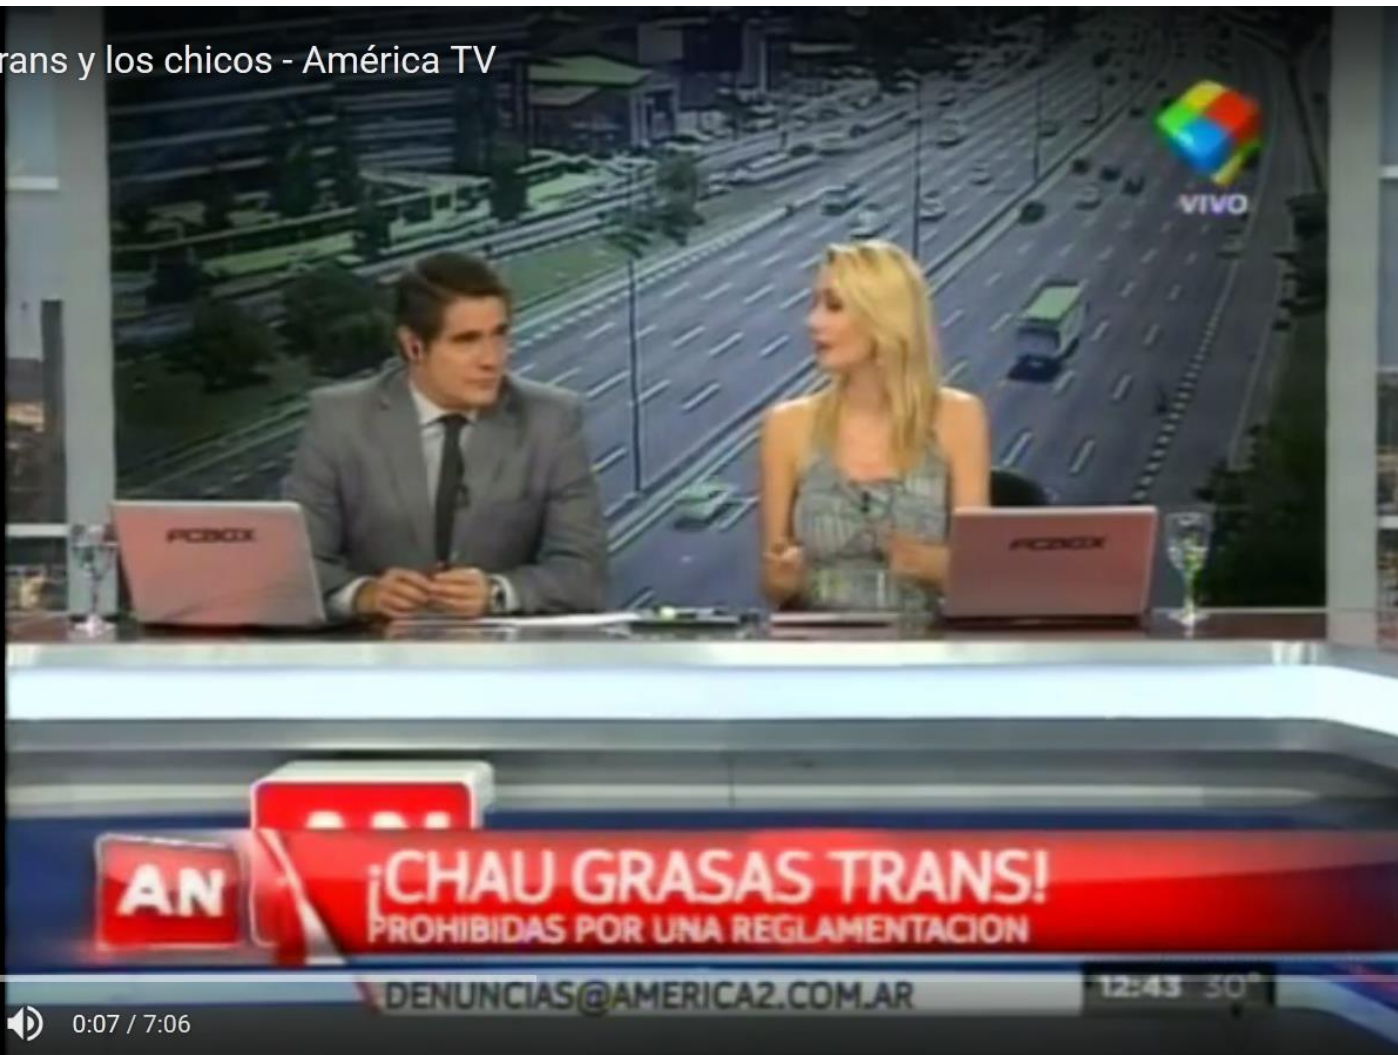 rans y los chicos - América TV
VIVO
PCBOX
PCBOX
AN
¡CHAU GRASAS TRANS!
PROHIBIDAS POR UNA REGLAMENTACION
DENUNCIAS@AMERICA2.COM.AR
12:43 30°
0:07 / 7:06